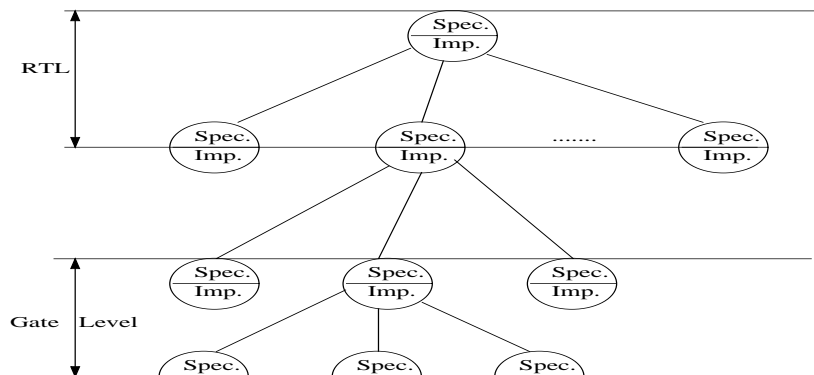 Spec.
Imp.
RTL
Spec. Spec. ....... Spec.
Imp. Imp. Imp.
Spec. Spec. Spec.
Imp. Imp. Imp.
Gate Level
Spec. Spec. Spec.